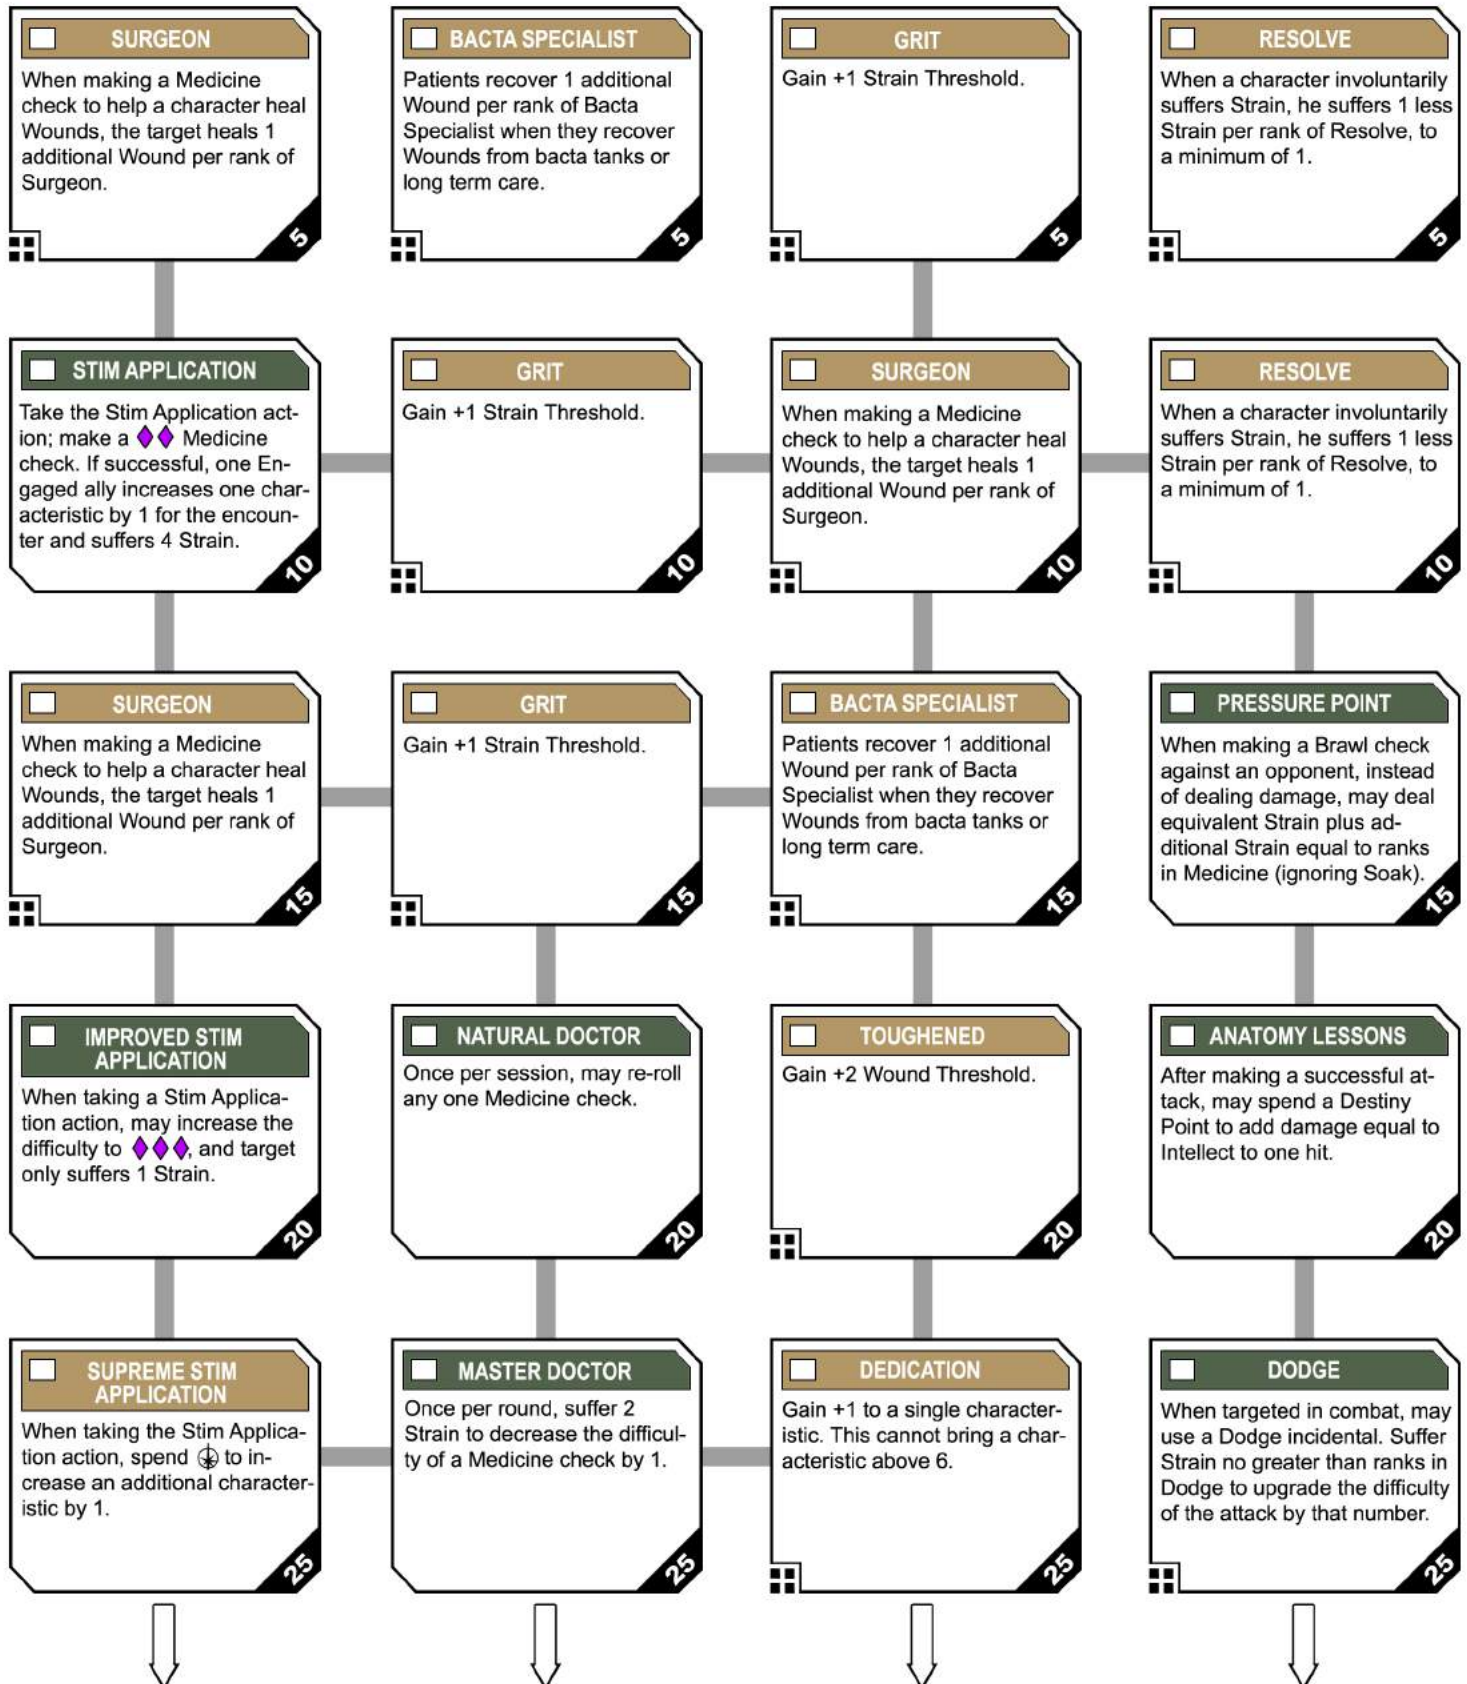 SURGEON
When making a Medicine
check to help a character heal
Wounds, the target heals 1
additional Wound per rank of
Surgeon.
5
BACTA SPECIALIST
Patients recover 1 additional
Wound per rank of Bacta
Specialist when they recover
Wounds from bacta tanks or
long term care.
5
GRIT
Gain +1 Strain Threshold.
5
RESOLVE
When a character involuntarily
suffers Strain, he suffers 1 less
Strain per rank of Resolve, to
a minimum of 1.
5
STIM APPLICATION
Take the Stim Application act-
ion; make a Medicine
check. If successful, one En-
gaged ally increases one char-
acteristic by 1 for the encoun-
ter and suffers 4 Strain.
10
GRIT
Gain +1 Strain Threshold.
10
SURGEON
When making a Medicine
check to help a character heal
Wounds, the target heals 1
additional Wound per rank of
Surgeon.
10
RESOLVE
When a character involuntarily
suffers Strain, he suffers 1 less
Strain per rank of Resolve, to
a minimum of 1.
10
SURGEON
When making a Medicine
check to help a character heal
Wounds, the target heals 1
additional Wound per rank of
Surgeon.
15
GRIT
Gain +1 Strain Threshold.
15
BACTA SPECIALIST
Patients recover 1 additional
Wound per rank of Bacta
Specialist when they recover
Wounds from bacta tanks or
long term care.
15
PRESSURE POINT
When making a Brawl check
against an opponent, instead
of dealing damage, may deal
equivalent Strain plus ad-
ditional Strain equal to ranks
in Medicine (ignoring Soak).
15
IMPROVED STIM
APPLICATION
When taking a Stim Applica-
tion action, may increase the
difficulty to , and target
only suffers 1 Strain.
20
NATURAL DOCTOR
Once per session, may re-roll
any one Medicine check.
20
TOUGHENED
Gain +2 Wound Threshold.
20
ANATOMY LESSONS
After making a successful at-
tack, may spend a Destiny
Point to add damage equal to
Intellect to one hit.
20
SUPREME STIM
APPLICATION
When taking the Stim Applica-
tion action, spend to in-
crease an additional character-
istic by 1.
25
MASTER DOCTOR
Once per round, suffer 2
Strain to decrease the difficul-
ty of a Medicine check by 1.
25
DEDICATION
Gain +1 to a single character-
istic. This cannot bring a char-
acteristic above 6.
25
DODGE
When targeted in combat, may
use a Dodge incidental. Suffer
Strain no greater than ranks in
Dodge to upgrade the difficulty
of the attack by that number.
25